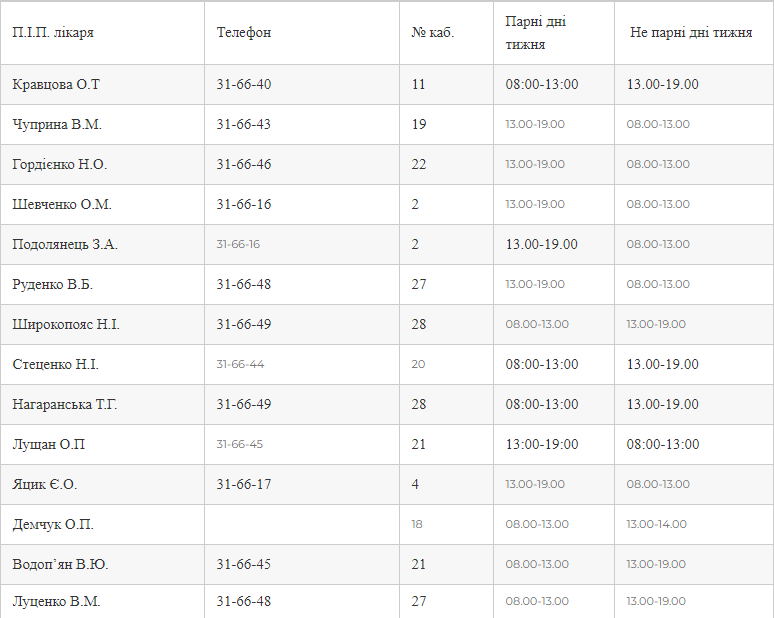 П.І.П. лікаря Телефон № каб. Парні дні тижня Не парні дні тижня
Кравцова О.Т 31-66-40 11 08:00-13:00 13.00-19.00
Чуприна В.М. 31-66-43 19 13.00-19.00 08.00-13.00
Гордієнко Н.О. 31-66-46 22 13.00-19.00 08.00-13.00
Шевченко О.М. 31-66-16 2 13.00-19.00 08.00-13.00
Подолянець З.А. 31-66-16 2 13.00-19.00 08.00-13.00
Руденко В.Б. 31-66-48 27 13.00-19.00 08.00-13.00
Широкопояс Н.І. 31-66-49 28 08.00-13.00 13.00-19.00
Стеценко Н.І. 31-66-44 20 08:00-13:00 13.00-19.00
Нагаранська Т.Г. 31-66-49 28 08:00-13:00 13.00-19.00
Лущан О.П 31-66-45 21 13:00-19:00 08:00-13:00
Яцик Є.О. 31-66-17 4 13.00-19.00 08.00-13.00
Демчук О.П. 18 08:00-13.00 13.00-14.00
Водоп’ян В.Ю. 31-66-45 21 08:00-13.00 13.00-19.00
Луценко В.М. 31-66-48 27 08:00-13.00 13.00-19.00